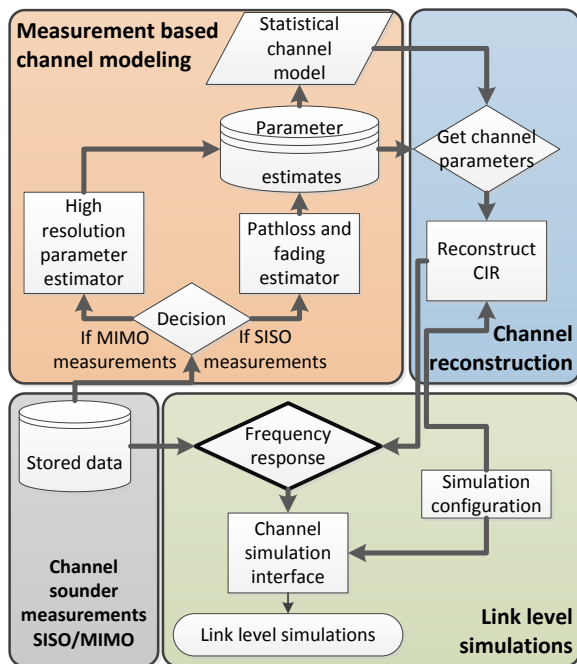 Measurement based
channel modeling
Statistical
channel
model
Parameter
estimates
Get channel
parameters
High
resolution
parameter
estimator
Pathloss and
fading
estimator
Reconstruct
CIR
Decision
If MIMO
measurements
If SISO
measurements
Channel
reconstruction
Stored data
Frequency
response
Simulation
configuration
Channel
simulation
interface
Channel
sounder
measurements
SISO/MIMO
Link level simulations
Link level
simulations